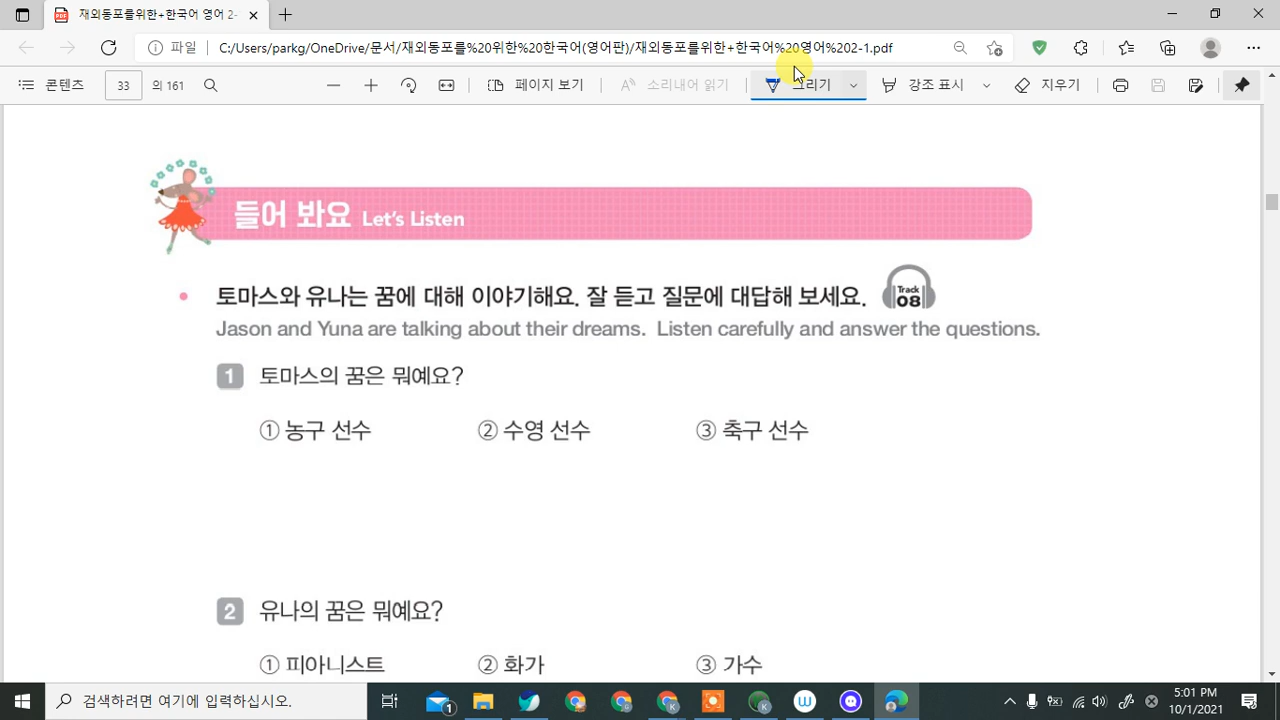 재외동포를위한+한국어 영어 2-
파일 C:/Users/parkg/OneDrive/문서/재외동포를%20위한%20한국어(영어판)/재외동포를위한+한국어%20영어%202-1.pdf
콘텐츠 33 의 161 페이지 보기 소리내어 읽기 그리기 강조 표시 지우기
들어 봐요 Let's Listen
토마스와 유나는 꿈에 대해 이야기해요. 잘 듣고 질문에 대답해 보세요. Track 08
Jason and Yuna are talking about their dreams. Listen carefully and answer the questions.
1 토마스의 꿈은 뭐예요?
① 농구 선수 ② 수영 선수 ③ 축구 선수
2 유나의 꿈은 뭐예요?
① 피아니스트 ② 화가 ③ 가수
검색하려면 여기에 입력하십시오.
5:01 PM
10/1/2021